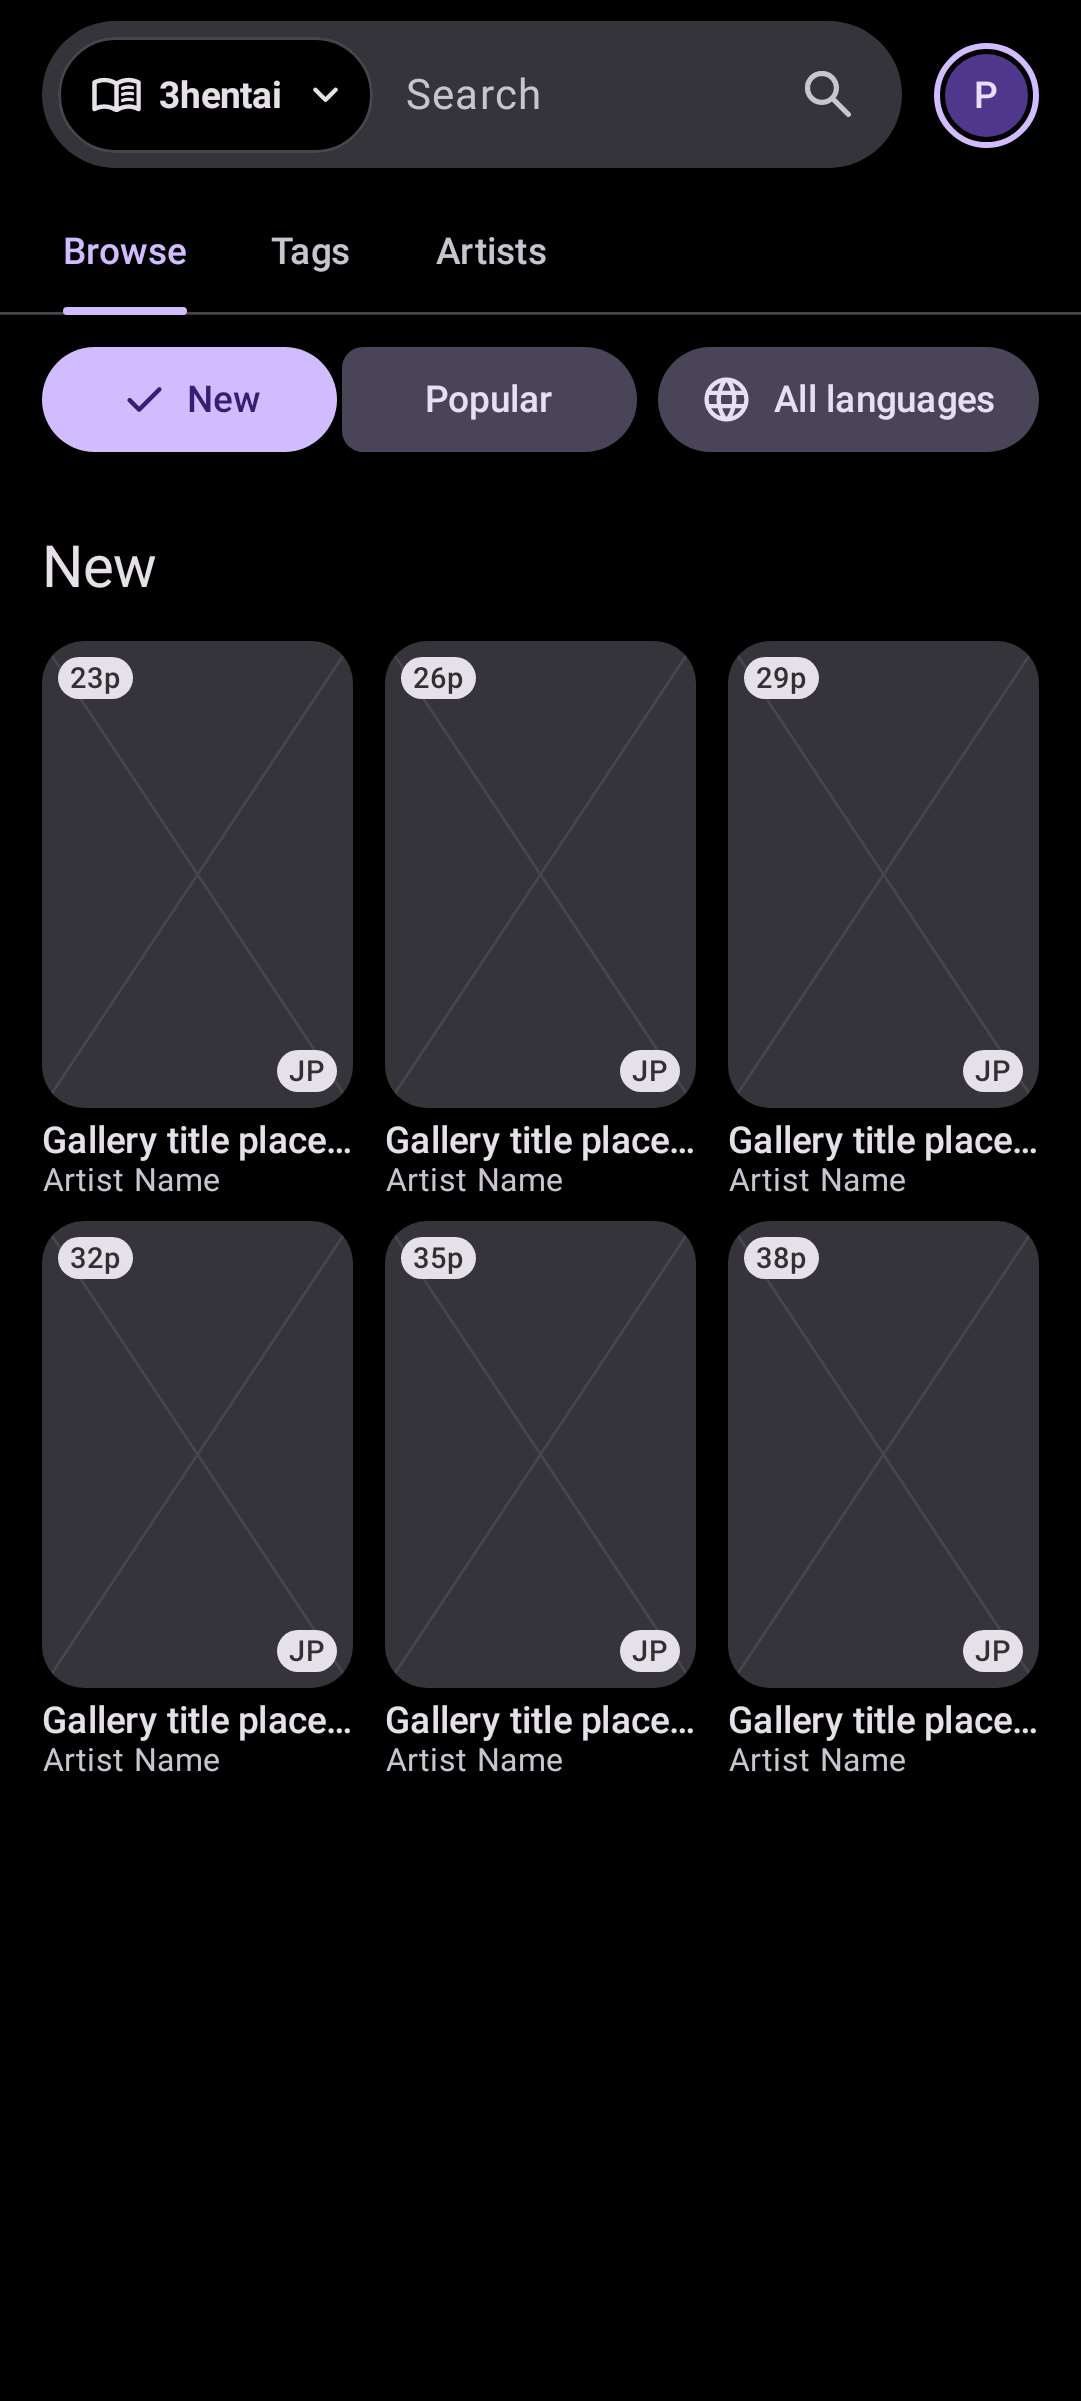 3hentai
Search
P
Browse
Tags
Artists
New
Popular
All languages
New
23p
26p
29p
JP
JP
JP
Gallery title place...
Gallery title place...
Gallery title place...
Artist Name
Artist Name
Artist Name
32p
35p
38p
JP
JP
JP
Gallery title place...
Gallery title place...
Gallery title place...
Artist Name
Artist Name
Artist Name